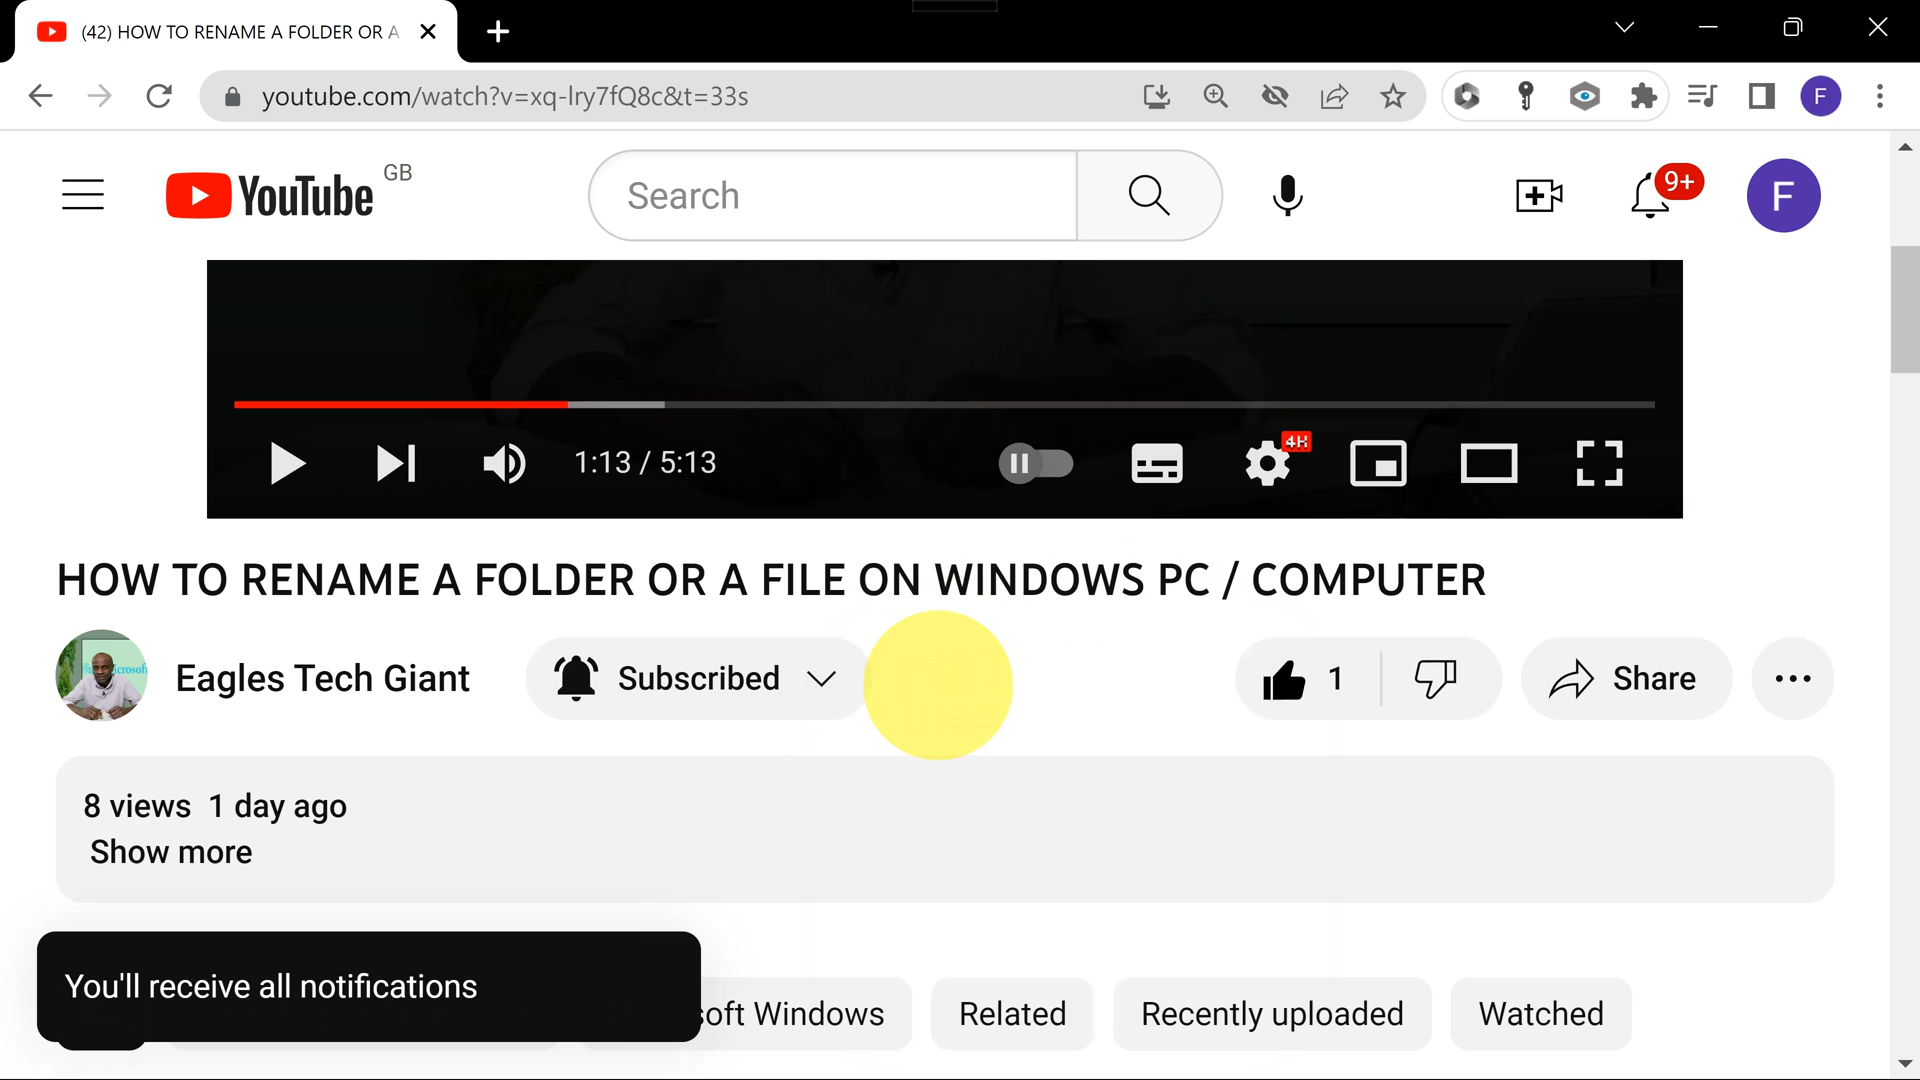 (42) HOW TO RENAME A FOLDER OR A
youtube.com/watch?v=xq-lry7fQ8c&t=33s
F
YouTube GB
Search
9+
F
1:13 / 5:13
HOW TO RENAME A FOLDER OR A FILE ON WINDOWS PC / COMPUTER
Eagles Tech Giant
Subscribed
1
Share
8 views 1 day ago
Show more
You'll receive all notifications
soft Windows
Related
Recently uploaded
Watched